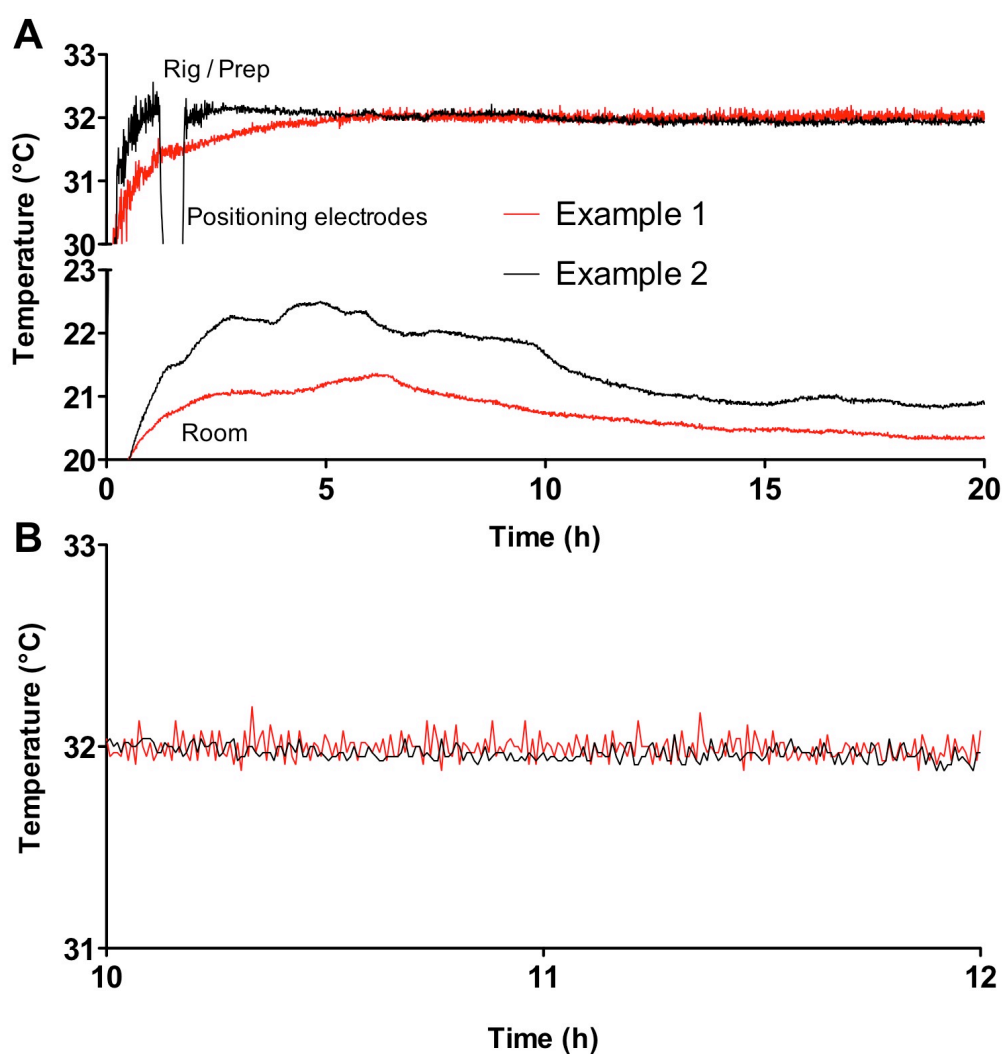 A
Rig / Prep
33
32
31
30
Positioning electrodes
Example 1
Example 2
Temperature (°C)
23
22
21
20
Room
0 5 10 15 20
Time (h)
B
33
32
31
Temperature (°C)
10 11 12
Time (h)